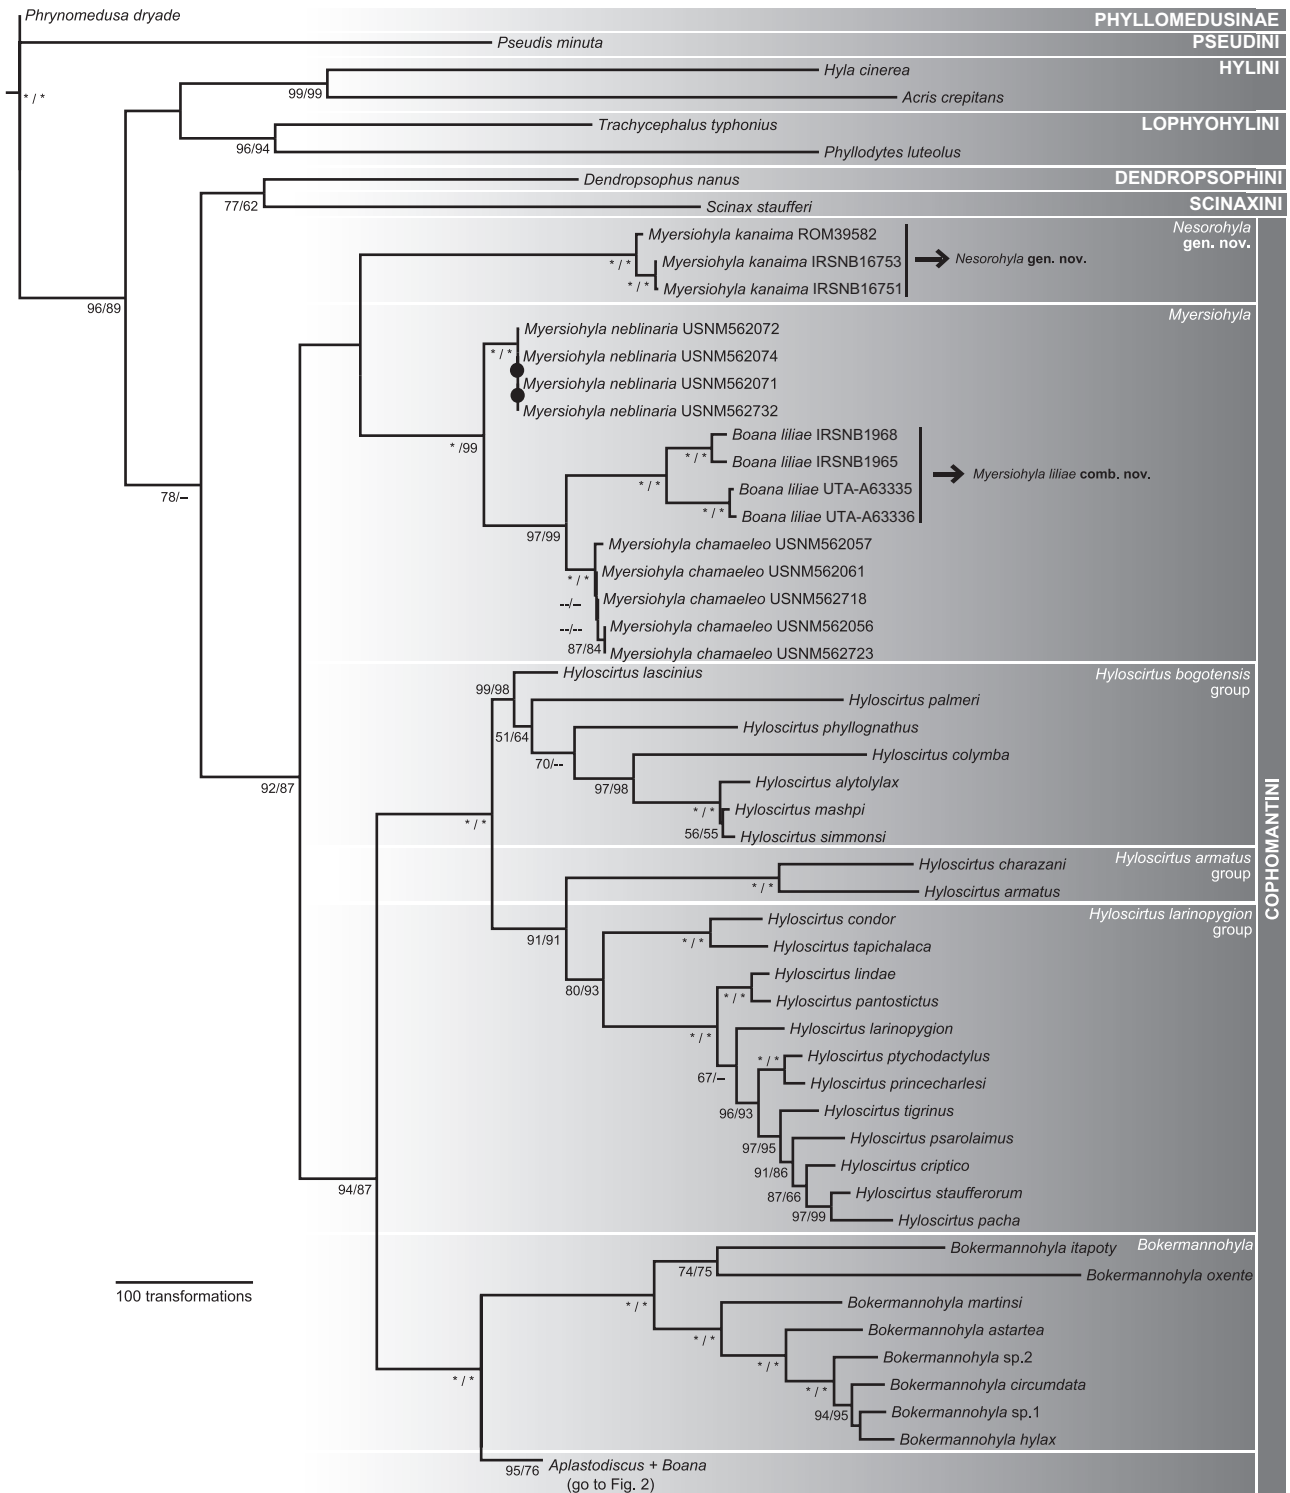 Phrynomedusa dryade
PHYLLOMEDUSINAE
Pseudis minuta
PSEUDINI
* / *
Hyla cinerea
HYLINI
99/99
Acris crepitans
Trachycephalus typhonius
LOPHYOHYLINI
96/94
Phyllodytes luteolus
Dendropsophus nanus
DENDROPSOPHINI
77/62
Scinax staufferi
SCINAXINI
Myersiohyla kanaima ROM39582
Nesorohyla
gen. nov.
* / *
Myersiohyla kanaima IRSNB16753
Nesorohyla gen. nov.
* / *
Myersiohyla kanaima IRSNB16751
96/89
Myersiohyla
Myersiohyla neblinaria USNM562072
* / *
Myersiohyla neblinaria USNM562074
Myersiohyla neblinaria USNM562071
Myersiohyla neblinaria USNM562732
* /99
Boana liliae IRSNB1968
* / *
Boana liliae IRSNB1965
* / *
Boana liliae UTA-A63335
Myersiohyla liliae comb. nov.
* / *
Boana liliae UTA-A63336
78/–
97/99
Myersiohyla chamaeleo USNM562057
* / *
Myersiohyla chamaeleo USNM562061
--/–
Myersiohyla chamaeleo USNM562718
--/--
Myersiohyla chamaeleo USNM562056
87/84
Myersiohyla chamaeleo USNM562723
Hyloscirtus lascinius
Hyloscirtus bogotensis
group
99/98
Hyloscirtus palmeri
51/64
Hyloscirtus phyllognathus
70/--
Hyloscirtus colymba
97/98
Hyloscirtus alytolylax
92/87
* / *
Hyloscirtus mashpi
* / *
56/55
Hyloscirtus simmonsi
Hyloscirtus charazani
Hyloscirtus armatus
group
* / *
Hyloscirtus armatus
COPHOMANTINI
Hyloscirtus condor
Hyloscirtus larinopygion
group
91/91
* / *
Hyloscirtus tapichalaca
Hyloscirtus lindae
80/93
* / *
Hyloscirtus pantostictus
Hyloscirtus larinopygion
* / *
Hyloscirtus ptychodactylus
* / *
67/–
Hyloscirtus princecharlesi
96/93
Hyloscirtus tigrinus
Hyloscirtus psarolaimus
97/95
Hyloscirtus criptico
91/86
Hyloscirtus staufferorum
94/87
87/66
97/99
Hyloscirtus pacha
Bokermannohyla itapoty
Bokermannohyla
74/75
Bokermannohyla oxente
100 transformations
* / *
Bokermannohyla martinsi
* / *
Bokermannohyla astartea
* / *
Bokermannohyla sp.2
* / *
Bokermannohyla circumdata
* / *
94/95
Bokermannohyla sp.1
Bokermannohyla hylax
95/76
Aplastodiscus + Boana
(go to Fig. 2)